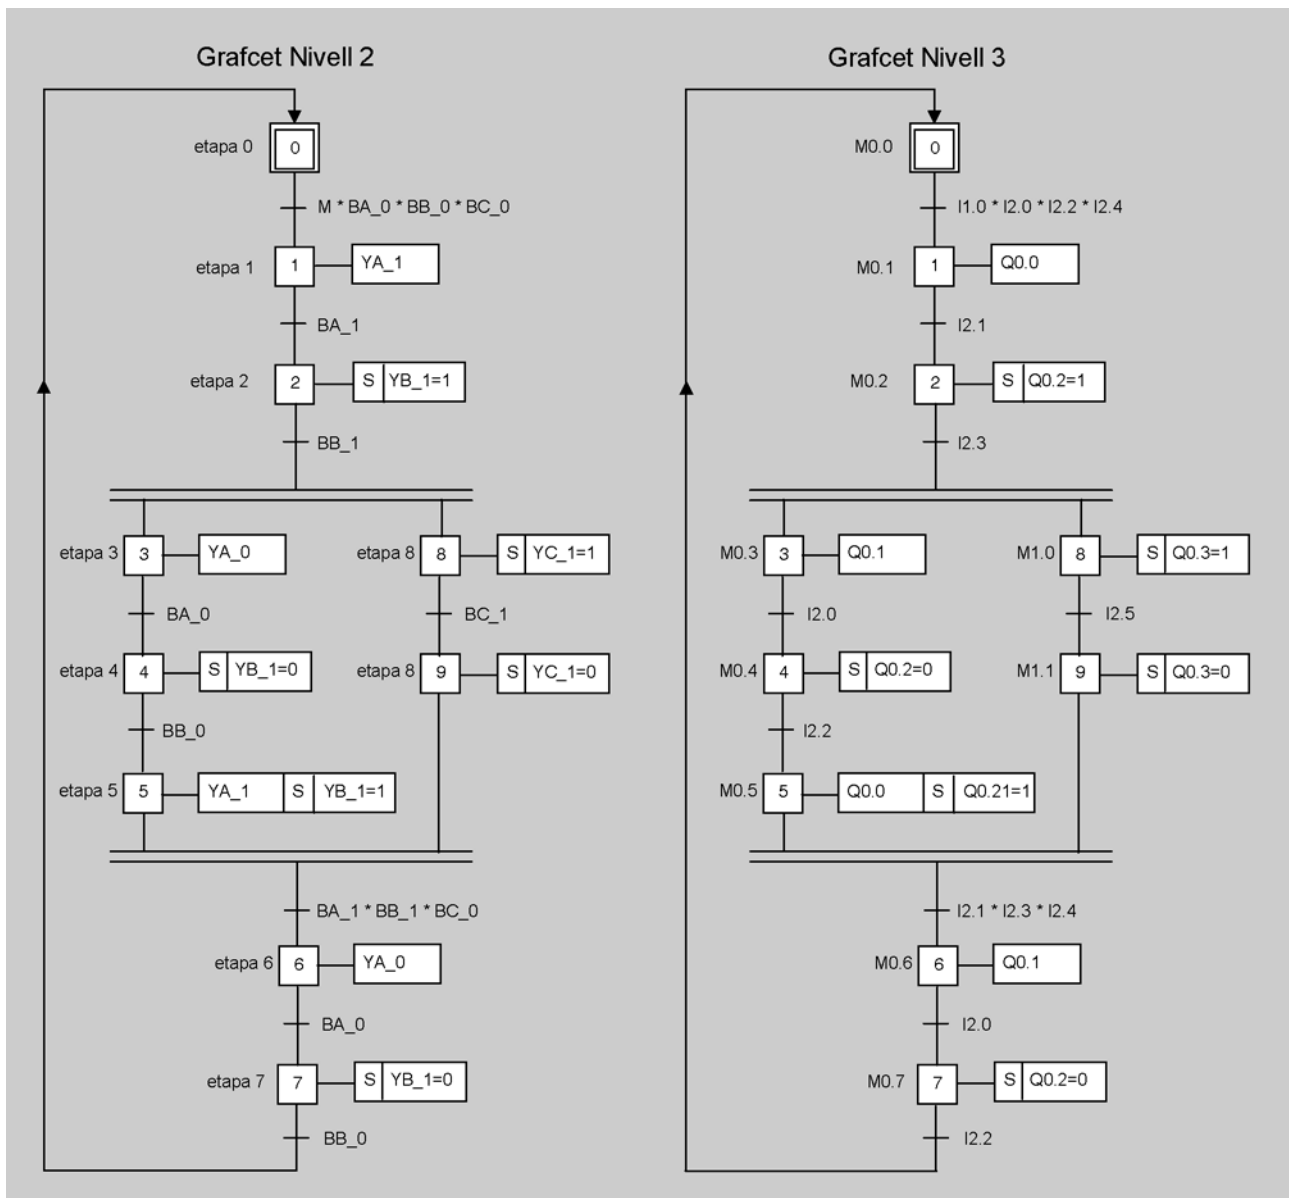 Grafcet Nivell 2
etapa 0
0
M * BA_0 * BB_0 * BC_0
etapa 1
1
YA_1
BA_1
etapa 2
2
S YB_1=1
BB_1
etapa 3
3
YA_0
etapa 8
8
S YC_1=1
BA_0
BC_1
etapa 4
4
S YB_1=0
etapa 8
9
S YC_1=0
BB_0
etapa 5
5
YA_1 S YB_1=1
BA_1 * BB_1 * BC_0
etapa 6
6
YA_0
BA_0
etapa 7
7
S YB_1=0
BB_0
Grafcet Nivell 3
M0.0
0
I1.0 * I2.0 * I2.2 * I2.4
M0.1
1
Q0.0
I2.1
M0.2
2
S Q0.2=1
I2.3
M0.3
3
Q0.1
M1.0
8
S Q0.3=1
I2.0
I2.5
M0.4
4
S Q0.2=0
M1.1
9
S Q0.3=0
I2.2
M0.5
5
Q0.0 S Q0.21=1
I2.1 * I2.3 * I2.4
M0.6
6
Q0.1
I2.0
M0.7
7
S Q0.2=0
I2.2